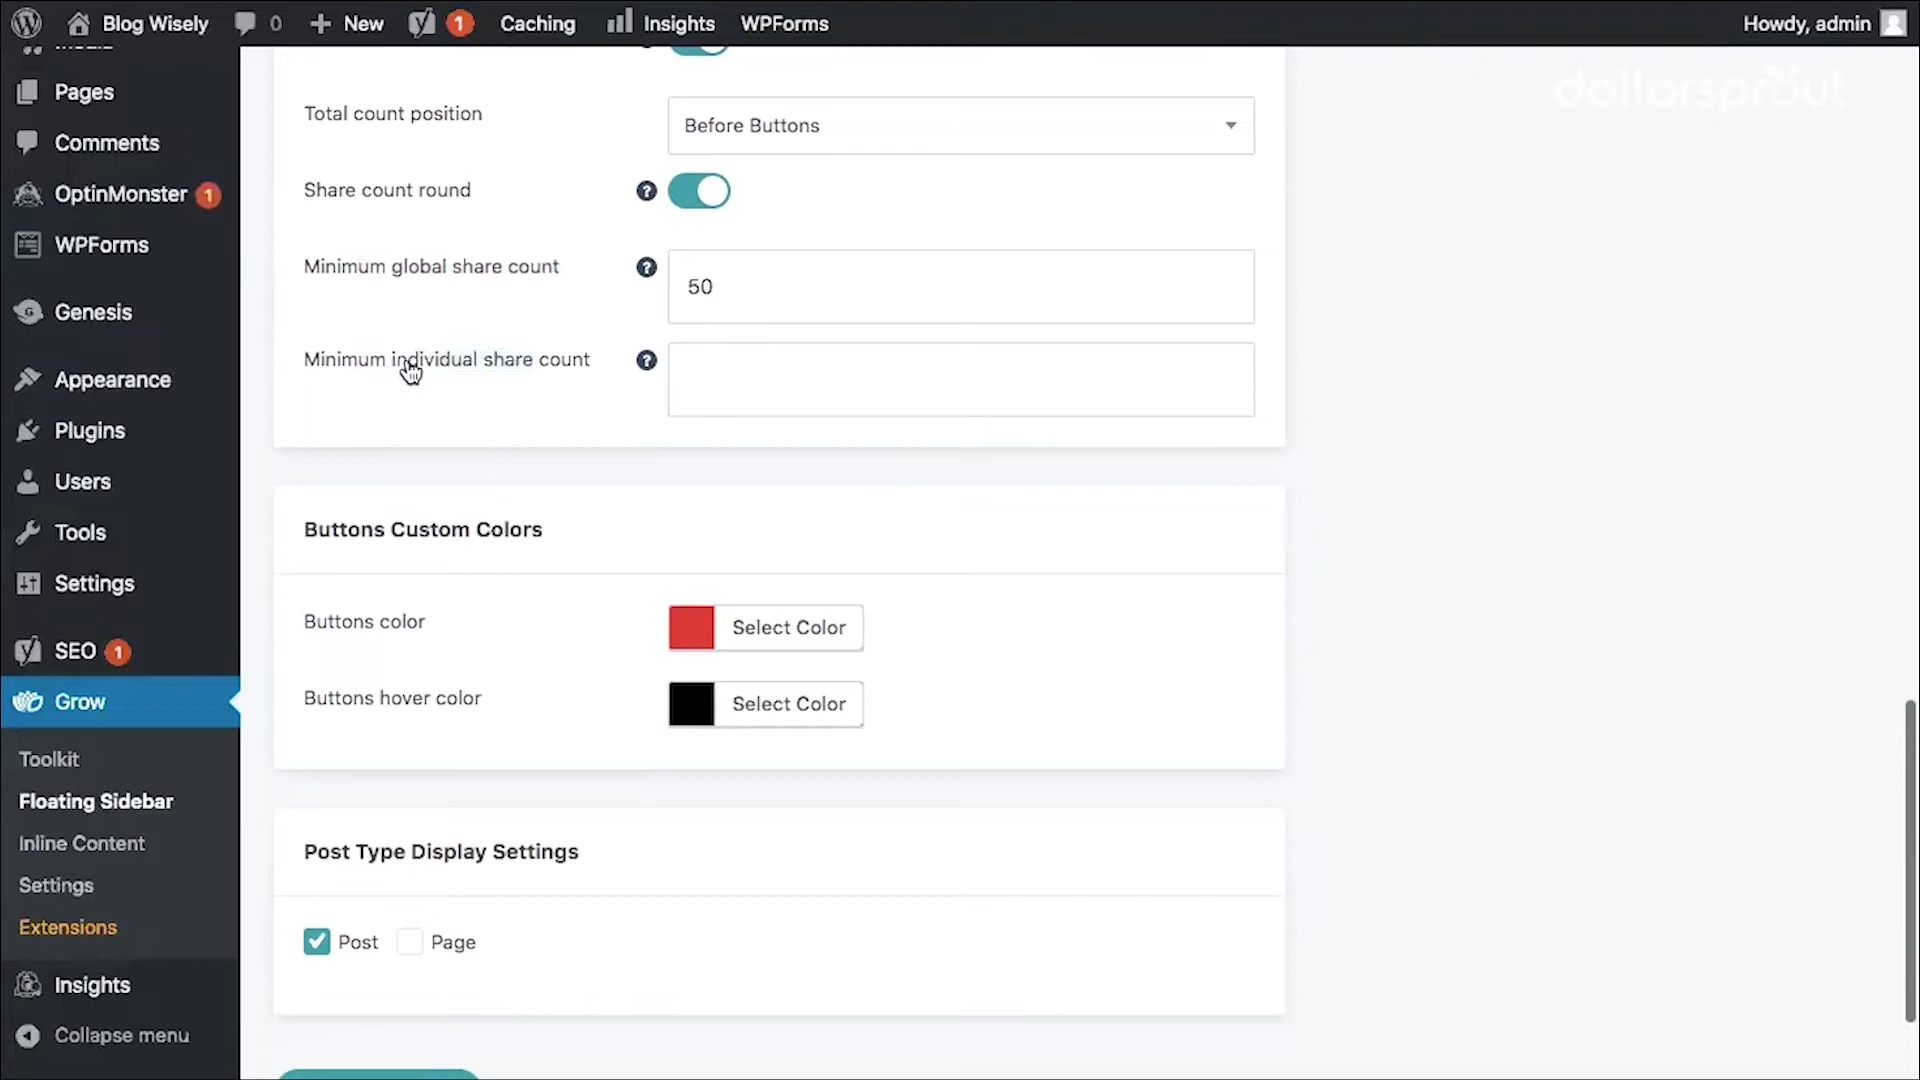 Blog Wisely
0
New
1
Caching
Insights
WPForms
Howdy, admin
dollarsprout
Media
Pages
Comments
OptinMonster 1
WPForms
Genesis
Appearance
Plugins
Users
Tools
Settings
SEO 1
Grow
Toolkit
Floating Sidebar
Inline Content
Settings
Extensions
Insights
Collapse menu
Total count position
Before Buttons
Share count round
?
Minimum global share count
?
50
Minimum individual share count
?
Buttons Custom Colors
Buttons color
Select Color
Buttons hover color
Select Color
Post Type Display Settings
Post
Page